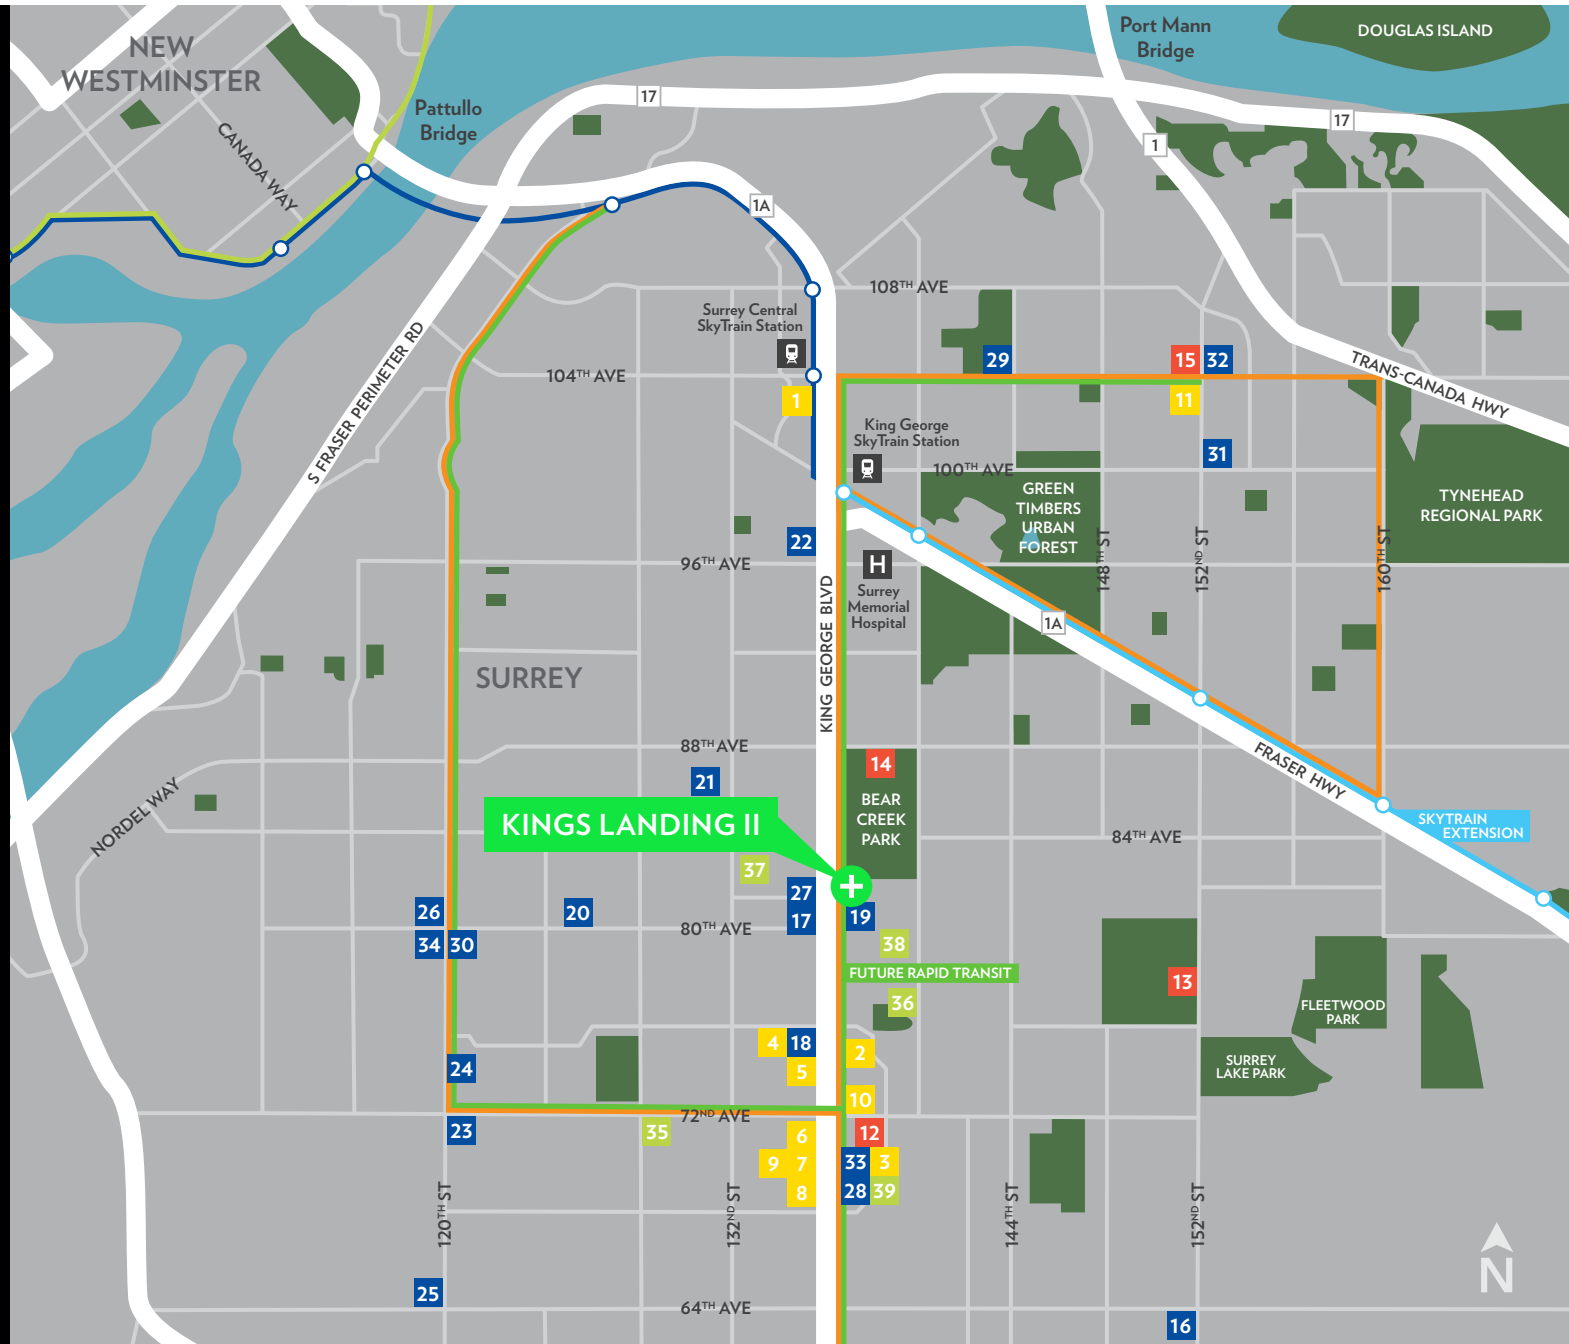 NEW
WESTMINSTER
CANADA WAY
Pattullo
Bridge
17
Port Mann
Bridge
DOUGLAS ISLAND
17
1
1A
108TH AVE
Surrey Central
SkyTrain Station
104TH AVE
1
29
15
32
11
TRANS-CANADA HWY
S FRASER PERIMETER RD
King George
SkyTrain Station
100TH AVE
31
GREEN
TIMBERS
URBAN
FOREST
TYNEHEAD
REGIONAL PARK
148TH ST
152ND ST
160TH ST
22
96TH AVE
H
Surrey
Memorial
Hospital
KING GEORGE BLVD
1A
SURREY
88TH AVE
21
14
BEAR
CREEK
PARK
FRASER HWY
NORDEL WAY
KINGS LANDING II
84TH AVE
SKYTRAIN
EXTENSION
37
27
26
20
17
19
80TH AVE
34
30
38
FUTURE RAPID TRANSIT
13
36
FLEETWOOD
PARK
4
18
2
5
24
SURREY
LAKE PARK
10
72ND AVE
23
35
6
12
9
7
33
3
8
28
39
120TH ST
132ND ST
144TH ST
152ND ST
25
64TH AVE
16
N